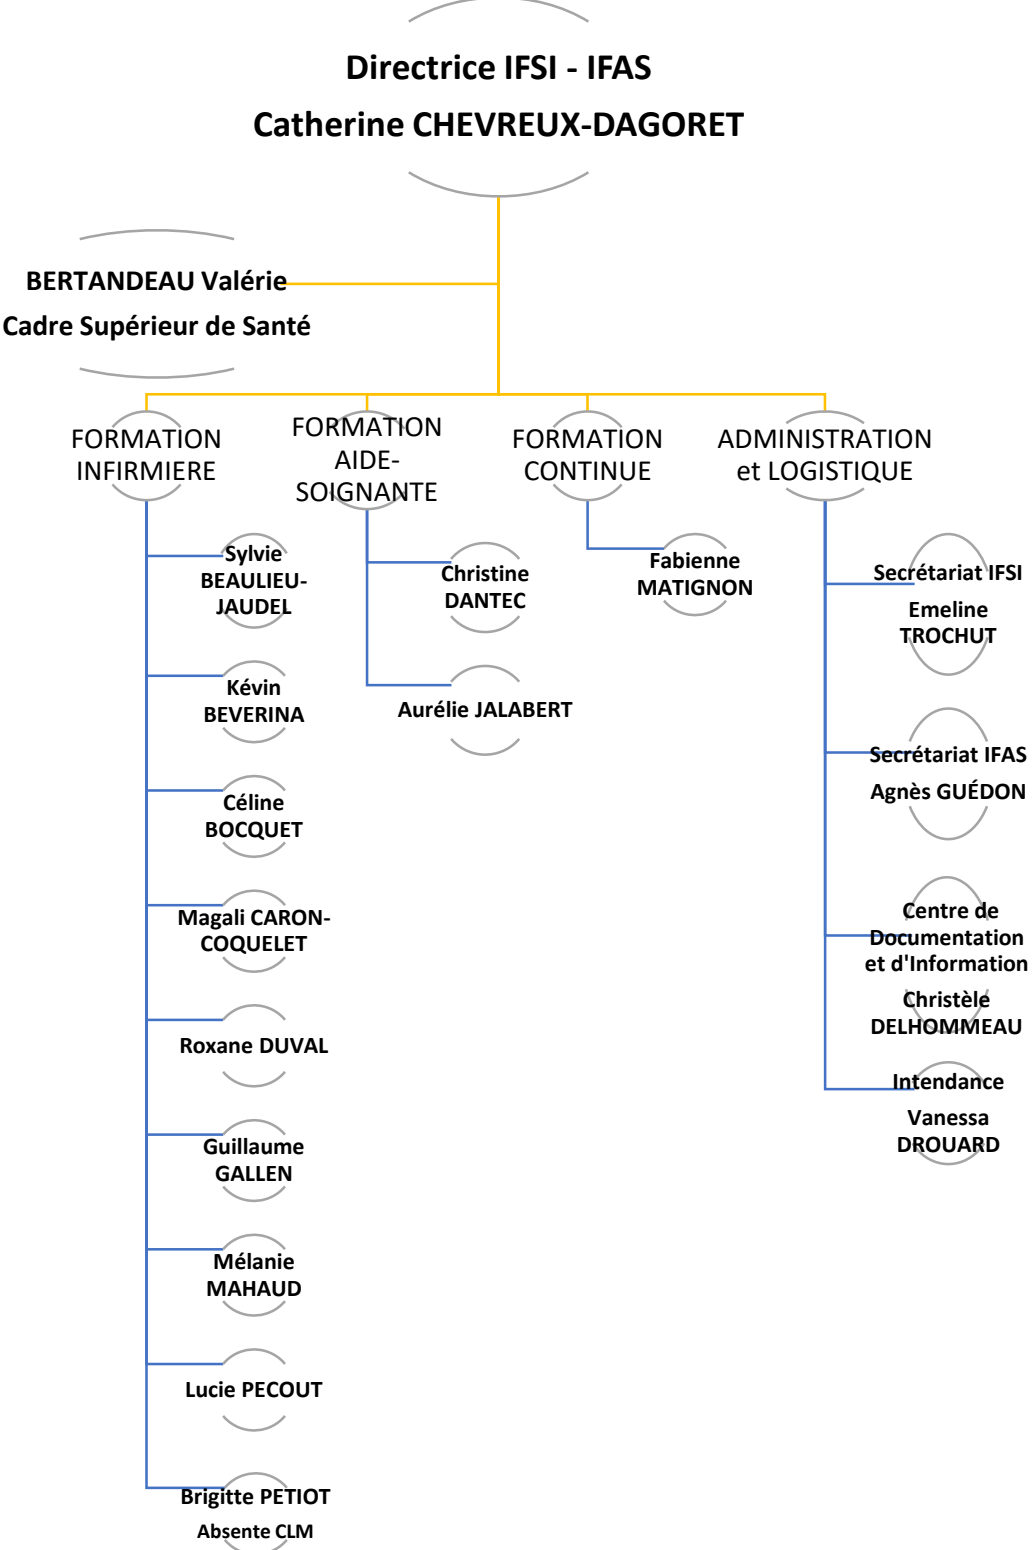 Directrice IFSI - IFAS
Catherine CHEVREUX-DAGORET
BERTANDEAU Valérie
Cadre Supérieur de Santé
FORMATION
INFIRMIERE
Sylvie
BEAULIEU-
JAUDEL
Kévin
BEVERINA
Céline
BOCQUET
Magali CARON-
COQUELET
Roxane DUVAL
Guillaume
GALLEN
Mélanie
MAHAUD
Lucie PECOUT
Brigitte PETIOT
Absente CLM
FORMATION
AIDE-
SOIGNANTE
Christine
DANTEC
Aurélie JALABERT
FORMATION
CONTINUE
Fabienne
MATIGNON
ADMINISTRATION
et LOGISTIQUE
Secrétariat IFSI
Emeline
TROCHUT
Secrétariat IFAS
Agnès GUÉDON
Centre de
Documentation
et d'Information
Christèle
DELHOMMEAU
Intendance
Vanessa
DROUARD